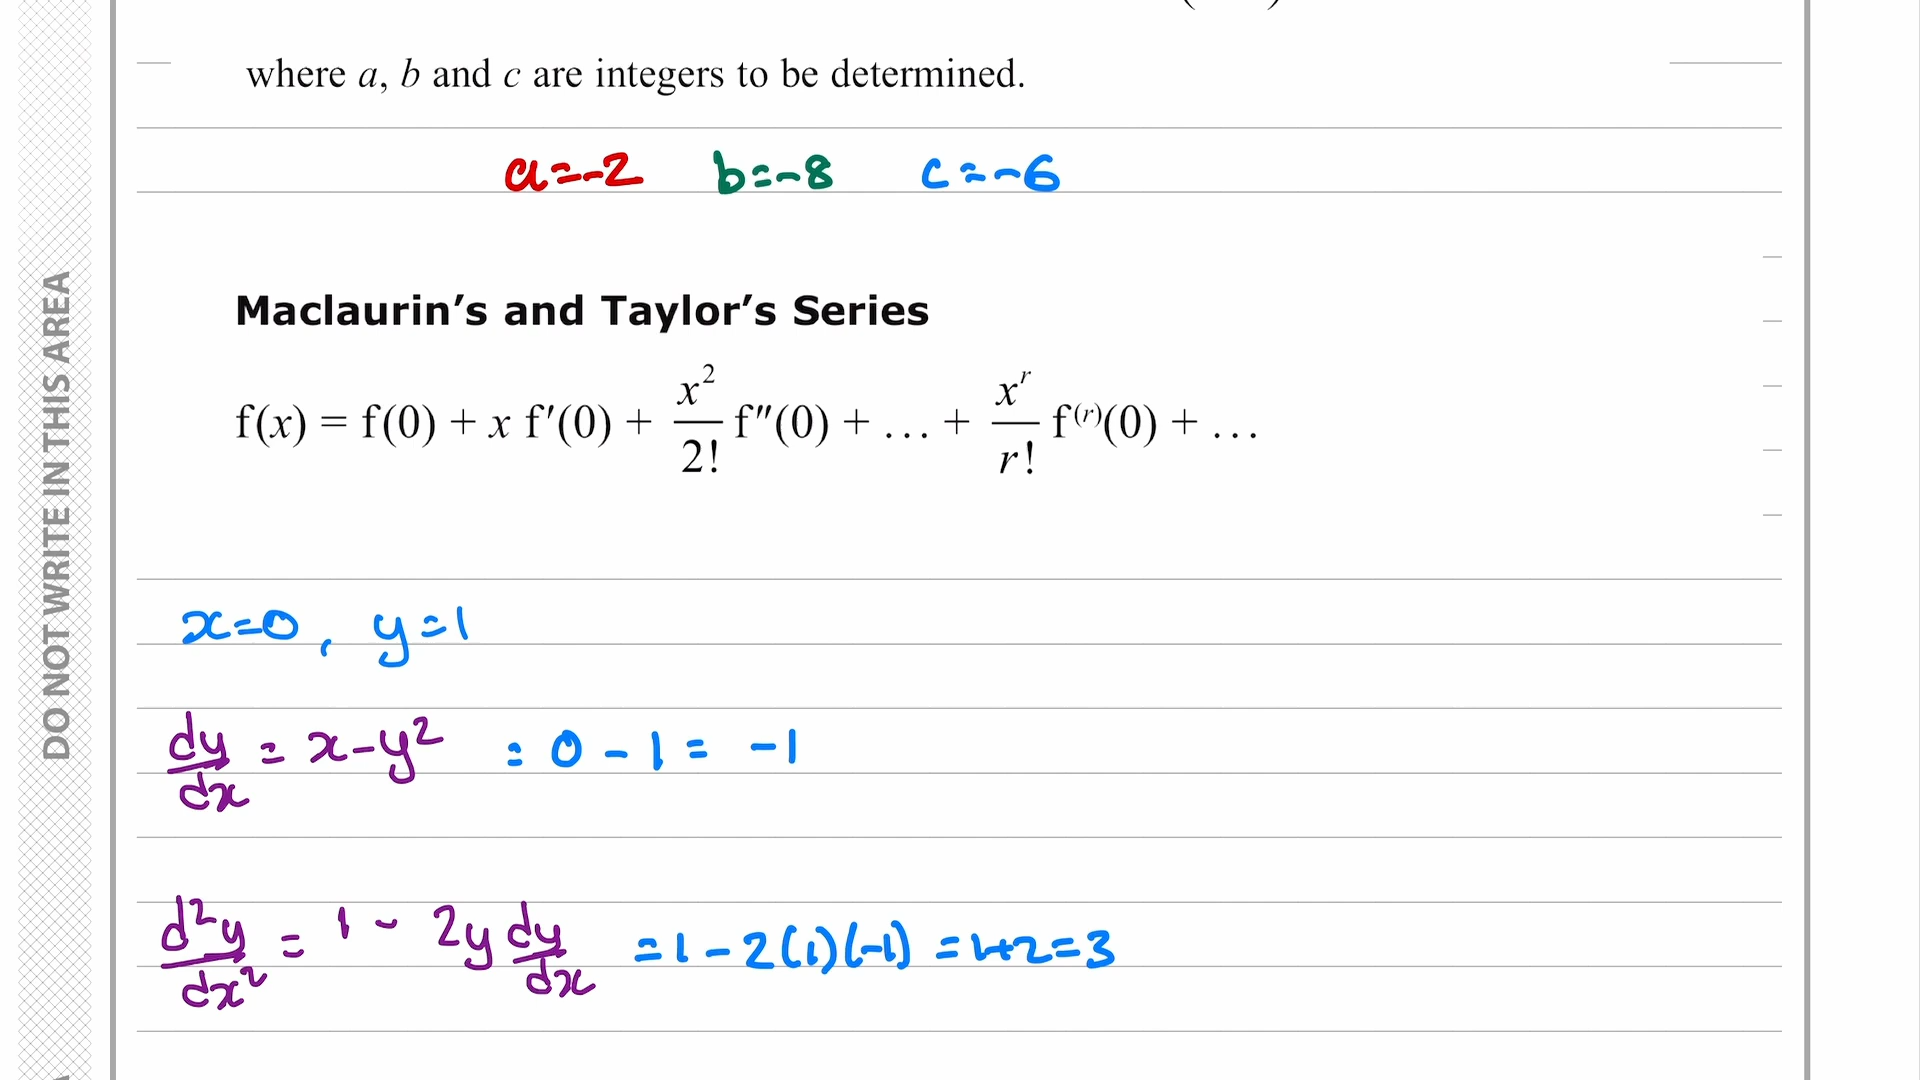 where a, b and c are integers to be determined.
a=-2 b=-8 c=-6
Maclaurin’s and Taylor’s Series
f(x) = f(0) + x f′(0) + x²/2! f″(0) + … + xʳ/r! f⁽ʳ⁾(0) + …
x=0, y=1
dy/dx = x-y² = 0 - 1 = -1
d²y/dx² = 1 - 2y dy/dx = 1 - 2(1)(-1) = 1+2=3
DO NOT WRITE IN THIS AREA